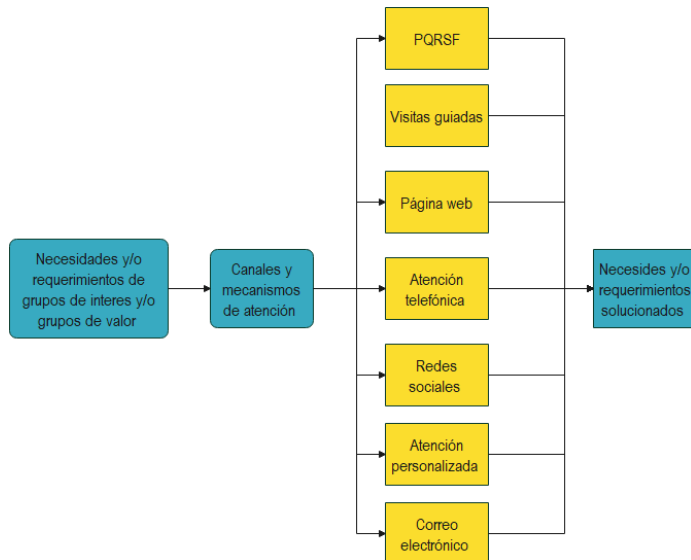 Necesidades y/o
requerimientos de
grupos de interes y/o
grupos de valor
Canales y
mecanismos
de atención
PQRSF
Visitas guiadas
Página web
Atención
telefónica
Redes
sociales
Atención
personalizada
Correo
electrónico
Necesides y/o
requerimientos
solucionados